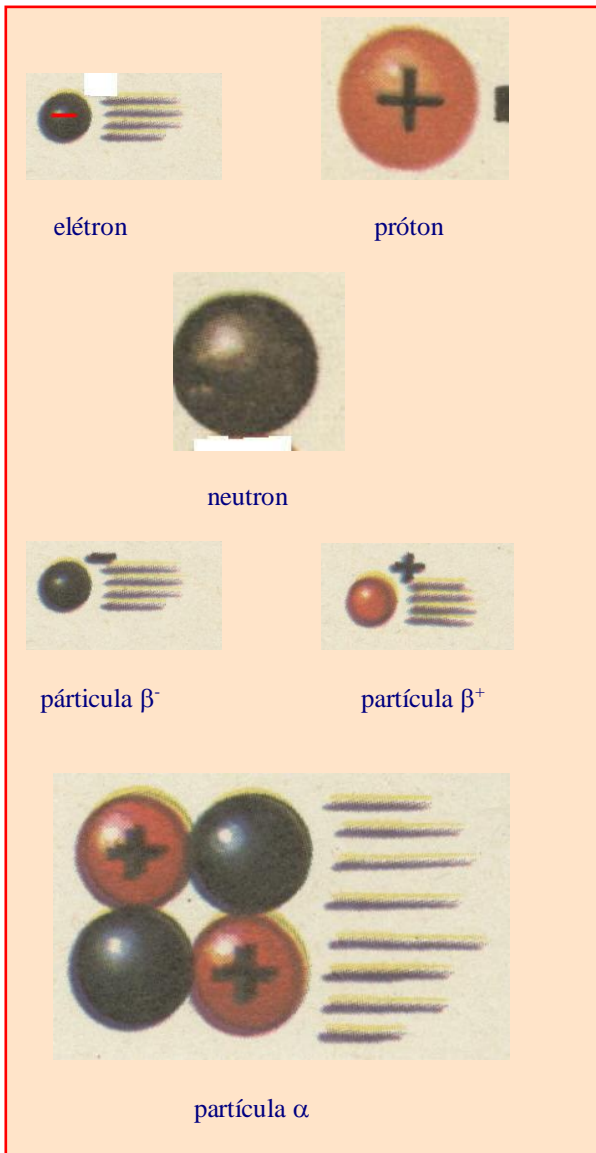 elétron
próton
neutron
párticula β-
partícula β+
partícula α